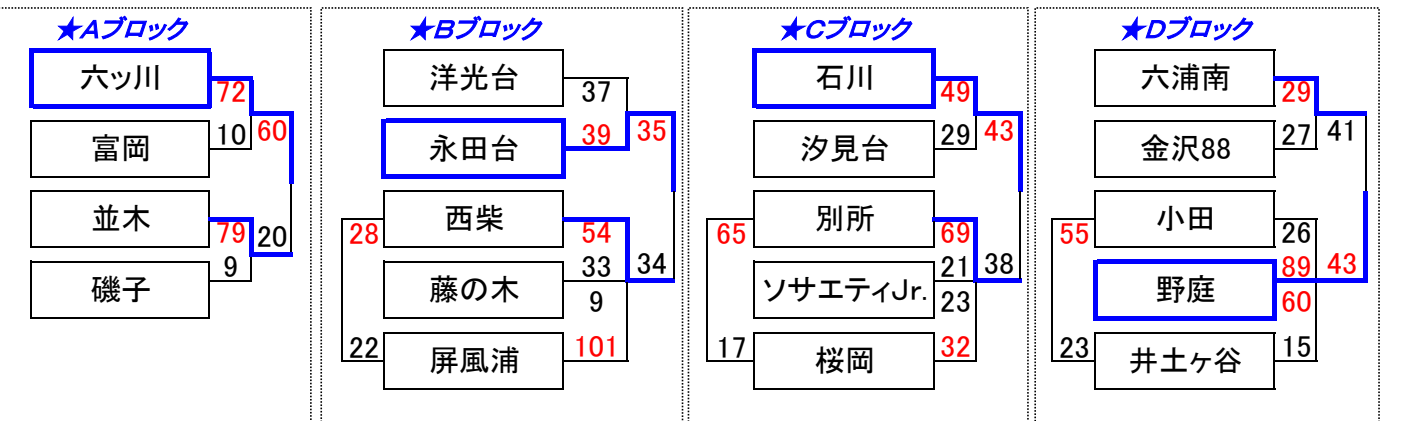 ★Aブロック
六ッ川
72
富岡
10
60
並木
79
20
磯子
9
★Bブロック
洋光台
37
永田台
39
35
西柴
28
54
藤の木
33
34
9
屏風浦
22
101
★Cブロック
石川
49
汐見台
29
43
別所
65
69
ソサエティJr.
21
38
23
桜岡
17
32
★Dブロック
六浦南
29
金沢88
27
41
小田
55
26
野庭
89
43
60
井土ヶ谷
23
15